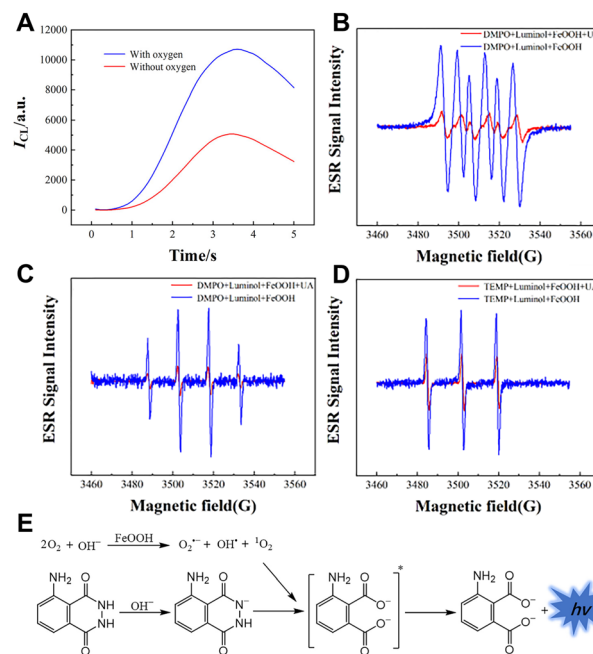 A
With oxygen
Without oxygen
I_CL/a.u.
12000
10000
8000
6000
4000
2000
0
0 1 2 3 4 5
Time/s
B
DMPO+Luminol+FeOOH+U
DMPO+Luminol+FeOOH
ESR Signal Intensity
3460 3480 3500 3520 3540 3560
Magnetic field(G)
C
DMPO+Luminol+FeOOH+UA
DMPO+Luminol+FeOOH
ESR Signal Intensity
3460 3480 3500 3520 3540 3560
Magnetic field(G)
D
TEMP+Luminol+FeOOH+UA
TEMP+Luminol+FeOOH
ESR Signal Intensity
3460 3480 3500 3520 3540 3560
Magnetic field(G)
E
FeOOH
2O₂ + OH⁻ → O₂•⁻ + OH• + ¹O₂
NH₂ O NH NH O
OH⁻
NH₂ O N⁻ NH O
NH₂ O O⁻ O⁻ O *
NH₂ O O⁻ O⁻ O + hv